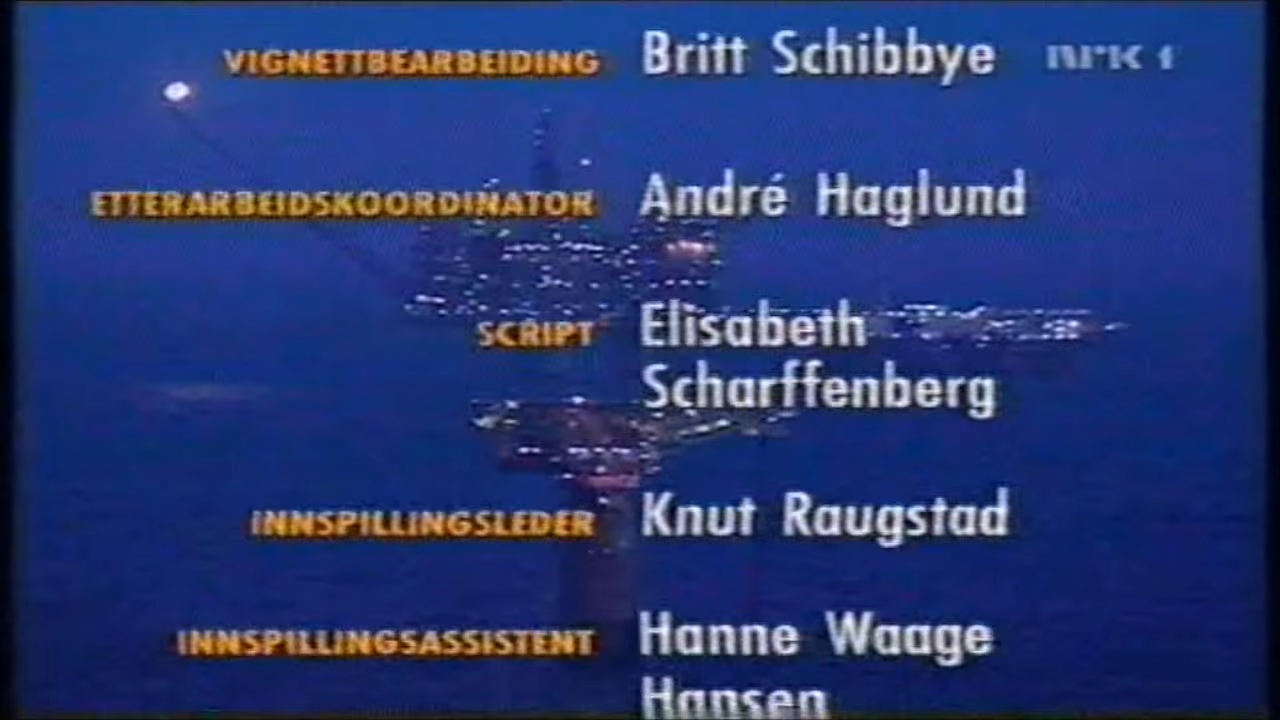 VIGNETTBEARBEIDING Britt Schibbye NRK 1
ETTERARBEIDSKOORDINATOR André Haglund
SCRIPT Elisabeth
Scharffenberg
INNSPILLINGSLEDER Knut Raugstad
INNSPILLINGSASSISTENT Hanne Waage
Hansen